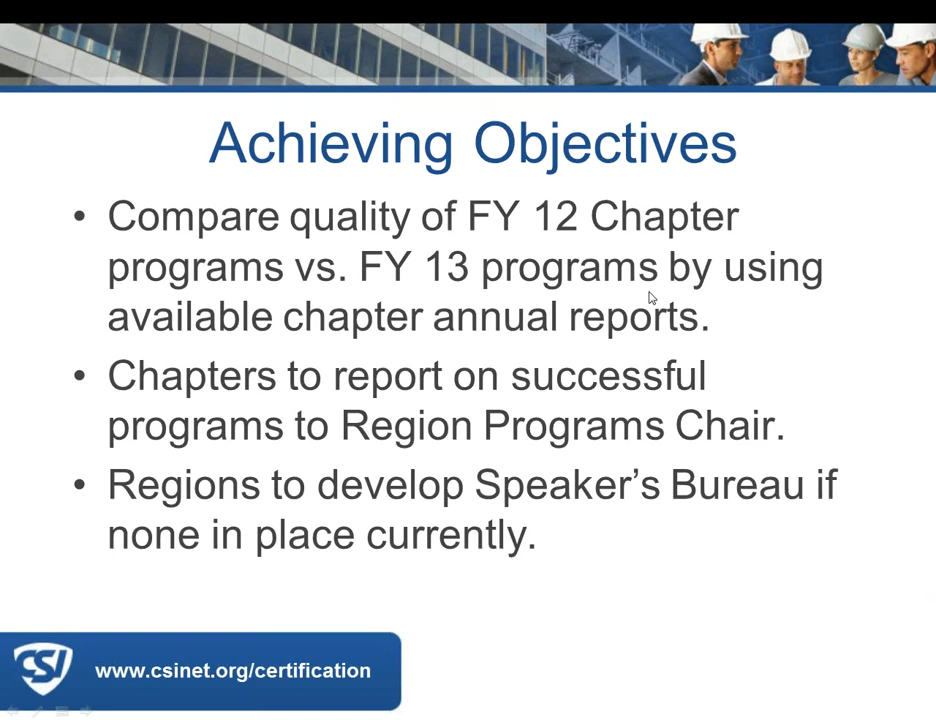 Achieving Objectives
• Compare quality of FY 12 Chapter
programs vs. FY 13 programs by using
available chapter annual reports.
• Chapters to report on successful
programs to Region Programs Chair.
• Regions to develop Speaker’s Bureau if
none in place currently.
CSI
www.csinet.org/certification